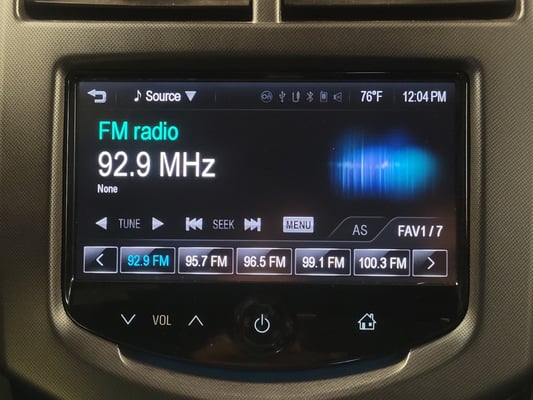 Source 76°F 12:04 PM
FM radio
92.9 MHz
None
TUNE SEEK MENU AS FAV1 / 7
92.9 FM 95.7 FM 96.5 FM 99.1 FM 100.3 FM
VOL